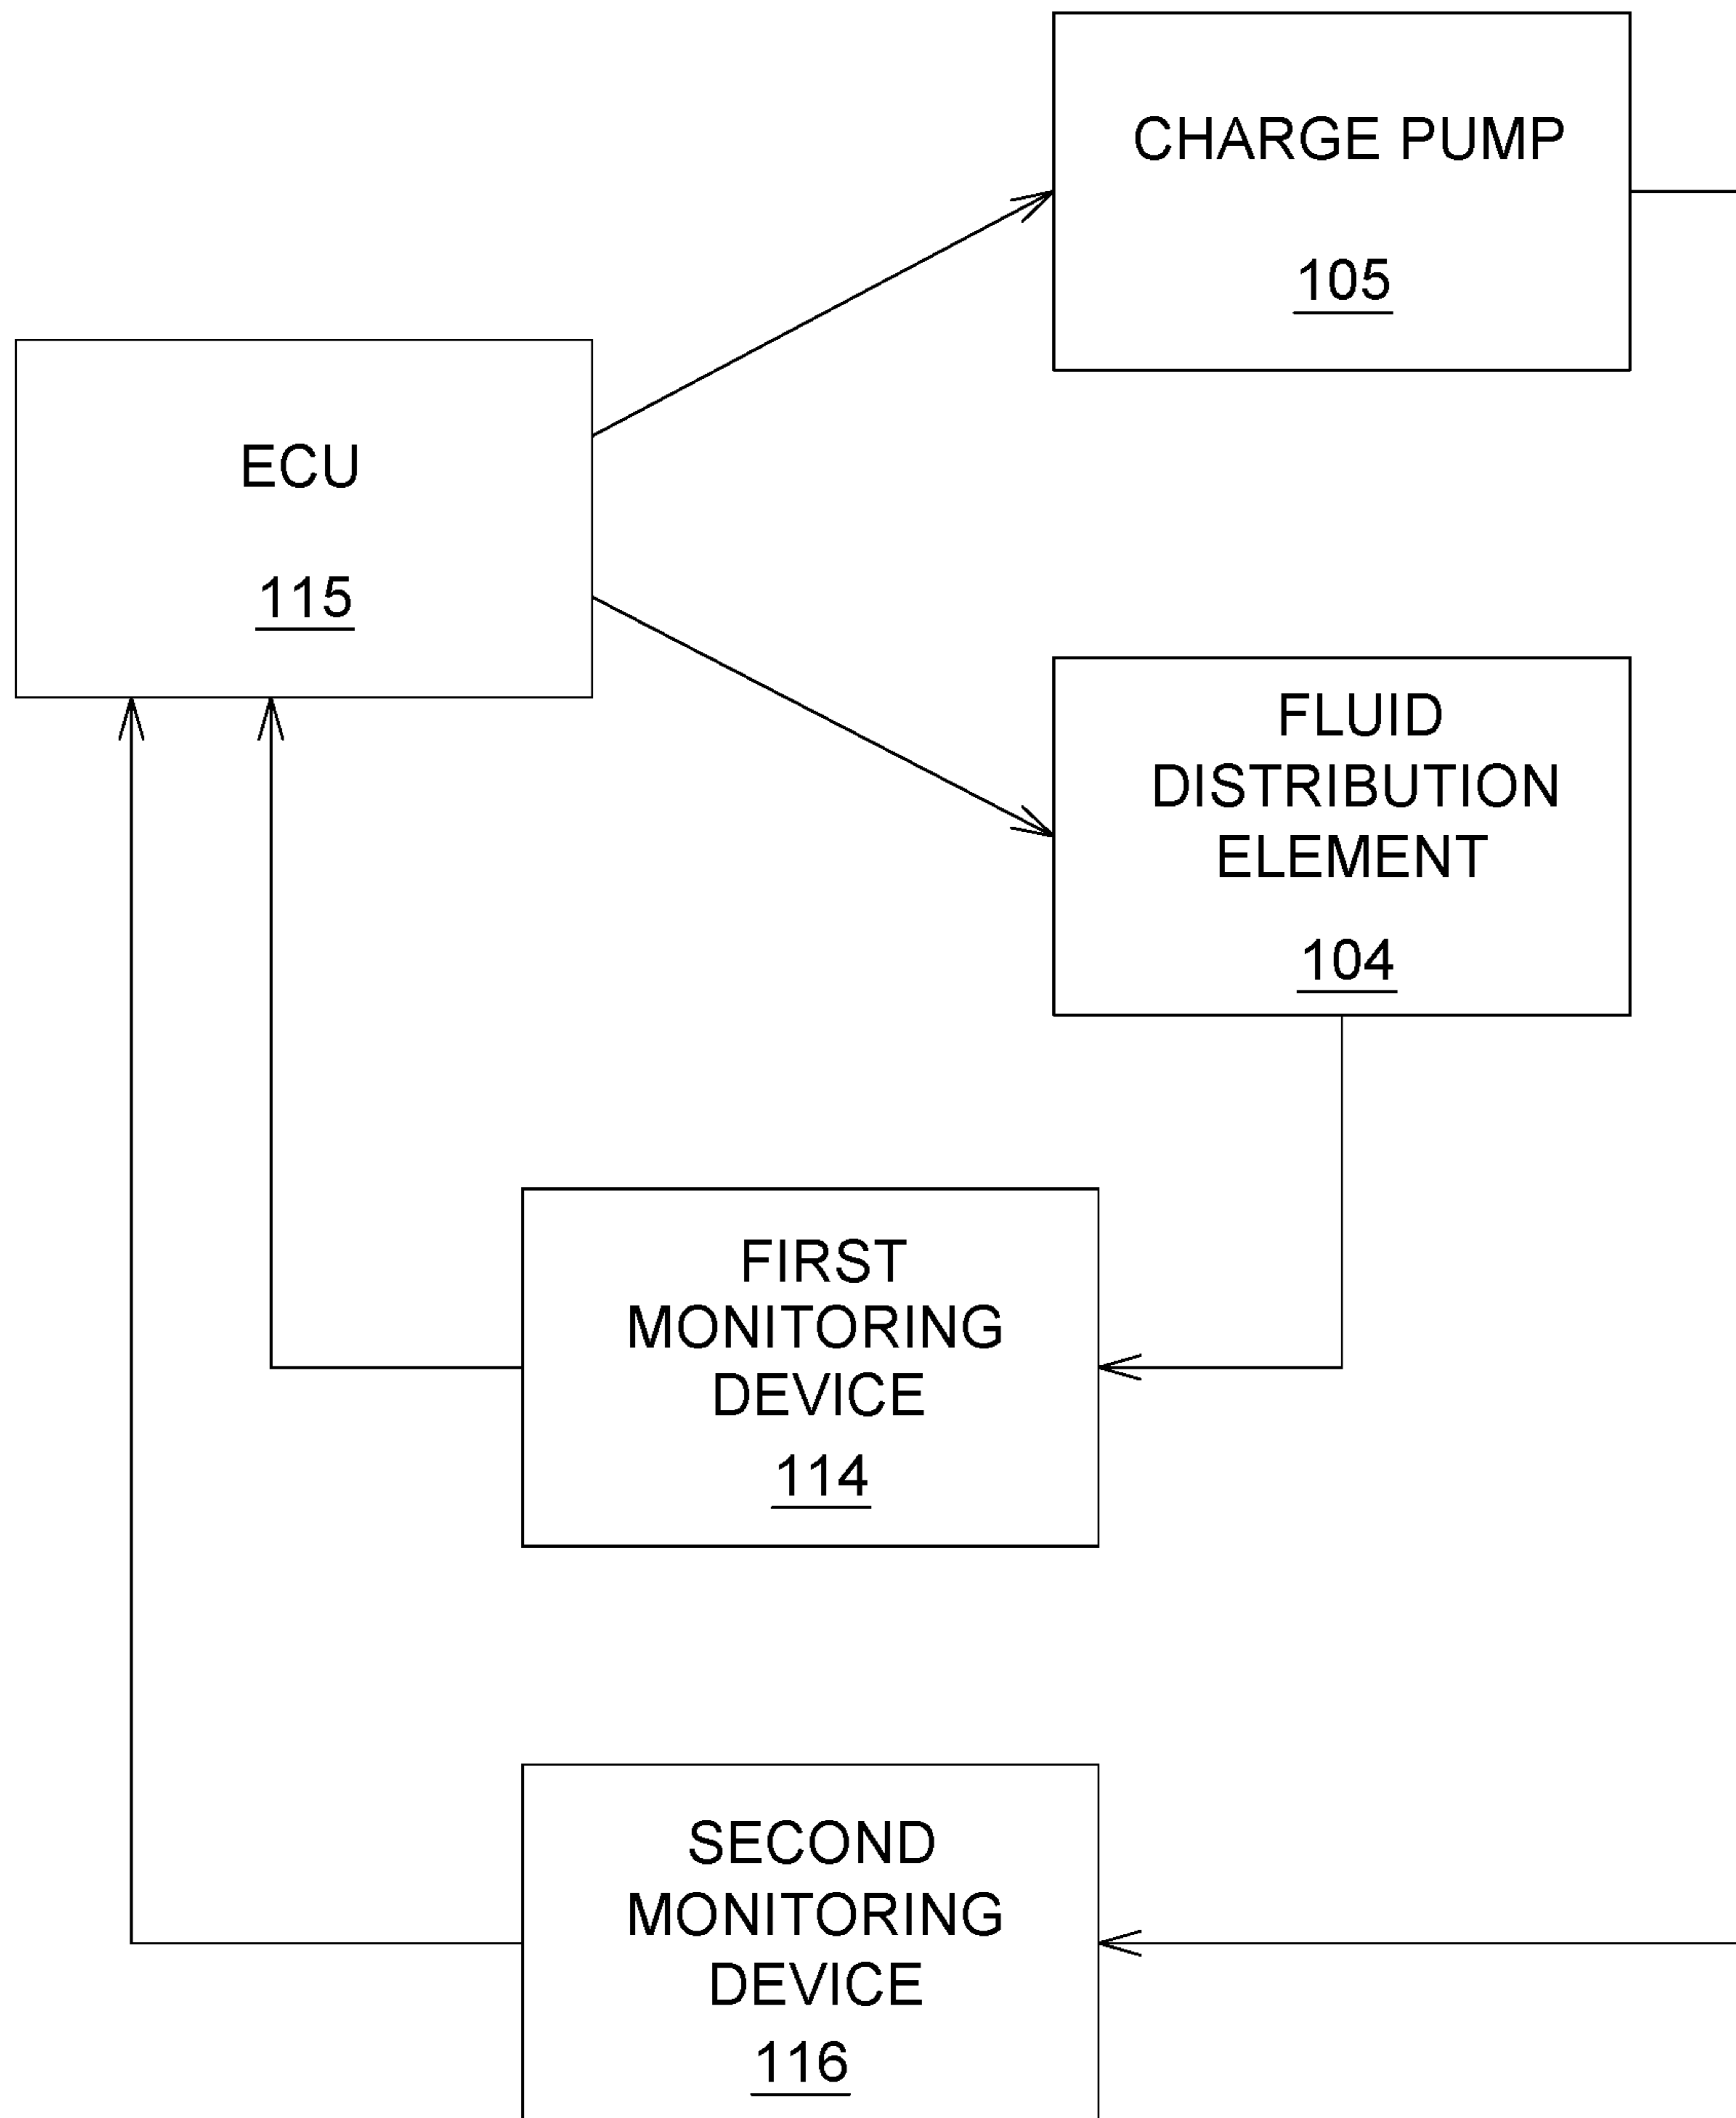 CHARGE PUMP
105
ECU
115
FLUID
DISTRIBUTION
ELEMENT
104
FIRST
MONITORING
DEVICE
114
SECOND
MONITORING
DEVICE
116